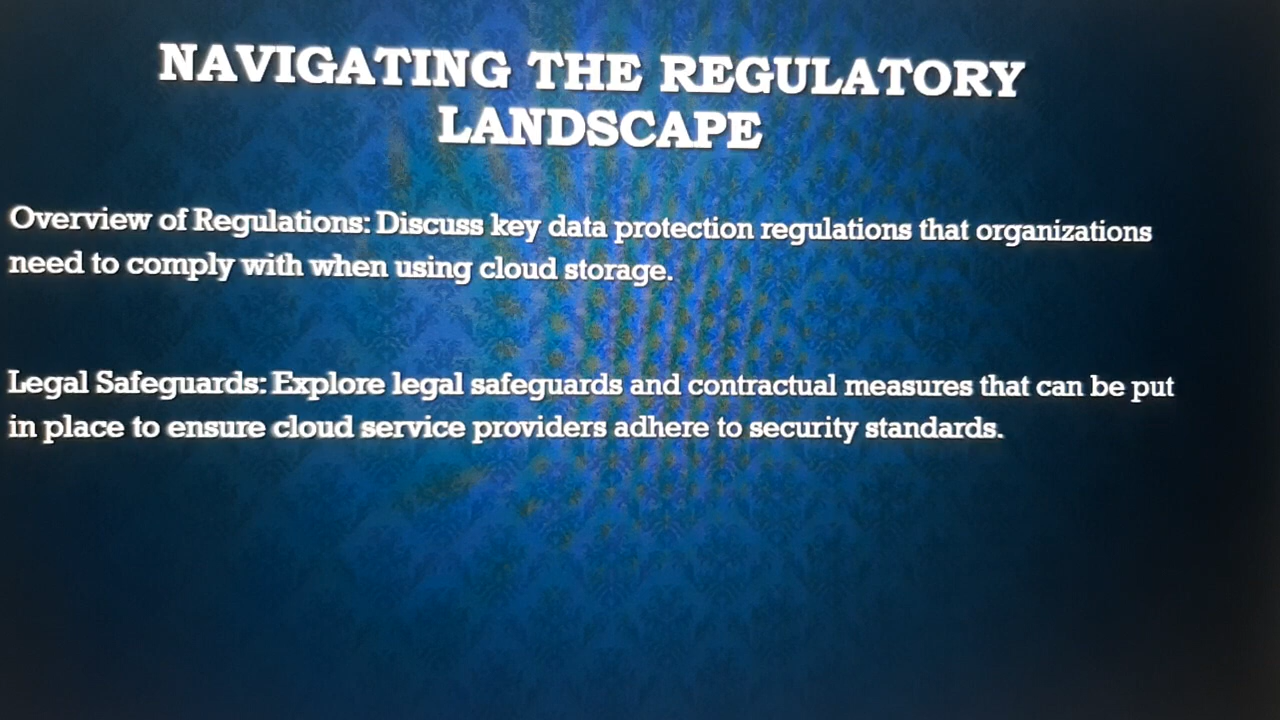 NAVIGATING THE REGULATORY
LANDSCAPE
Overview of Regulations: Discuss key data protection regulations that organizations
need to comply with when using cloud storage.
Legal Safeguards: Explore legal safeguards and contractual measures that can be put
in place to ensure cloud service providers adhere to security standards.